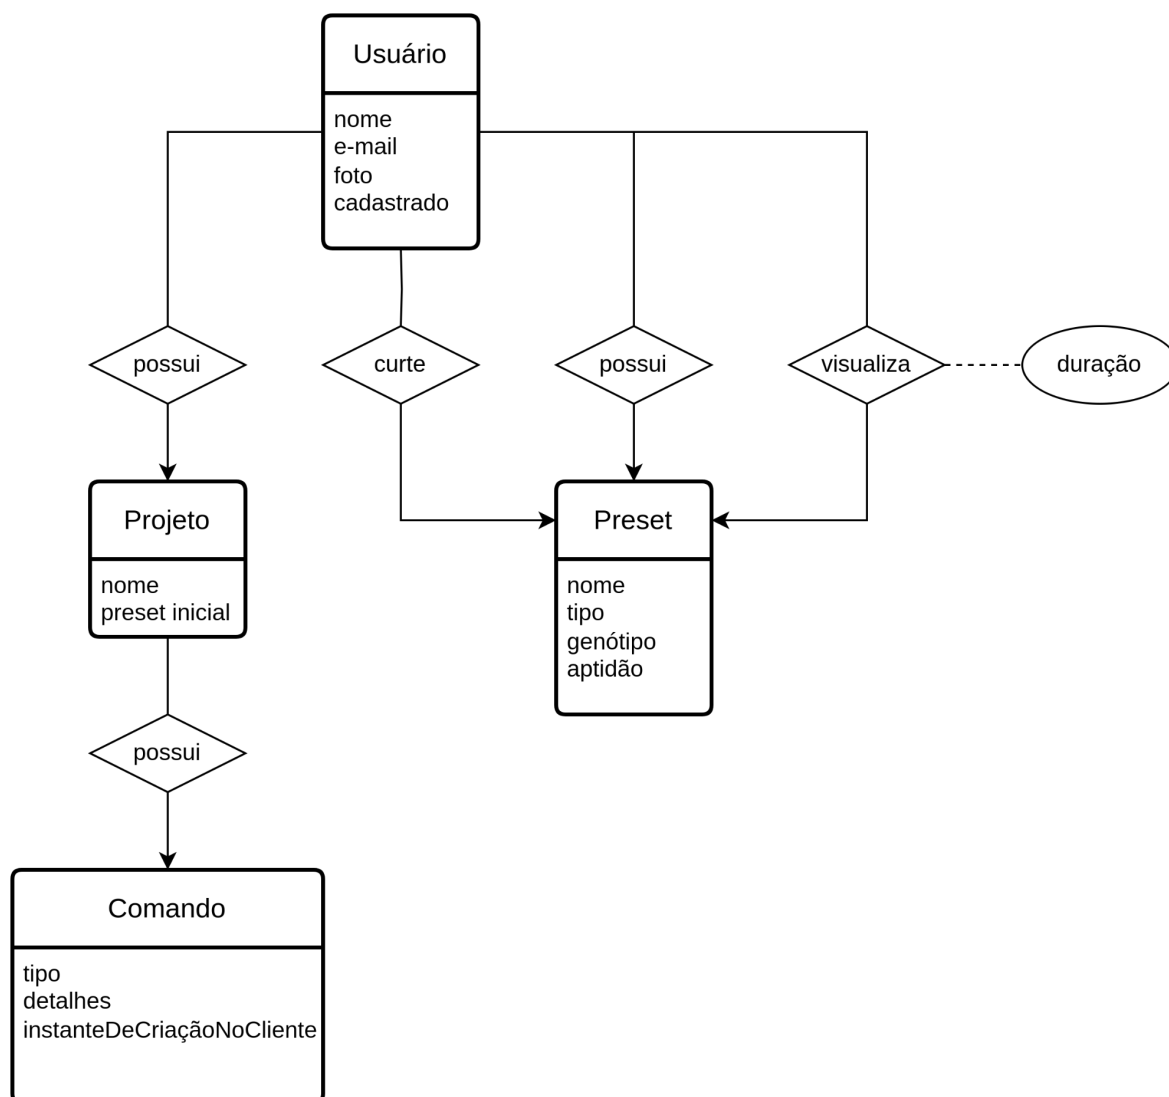 Usuário
nome
e-mail
foto
cadastrado
possui
curte
possui
visualiza
duração
Projeto
nome
preset inicial
Preset
nome
tipo
genótipo
aptidão
possui
Comando
tipo
detalhes
instanteDeCriaçãoNoCliente